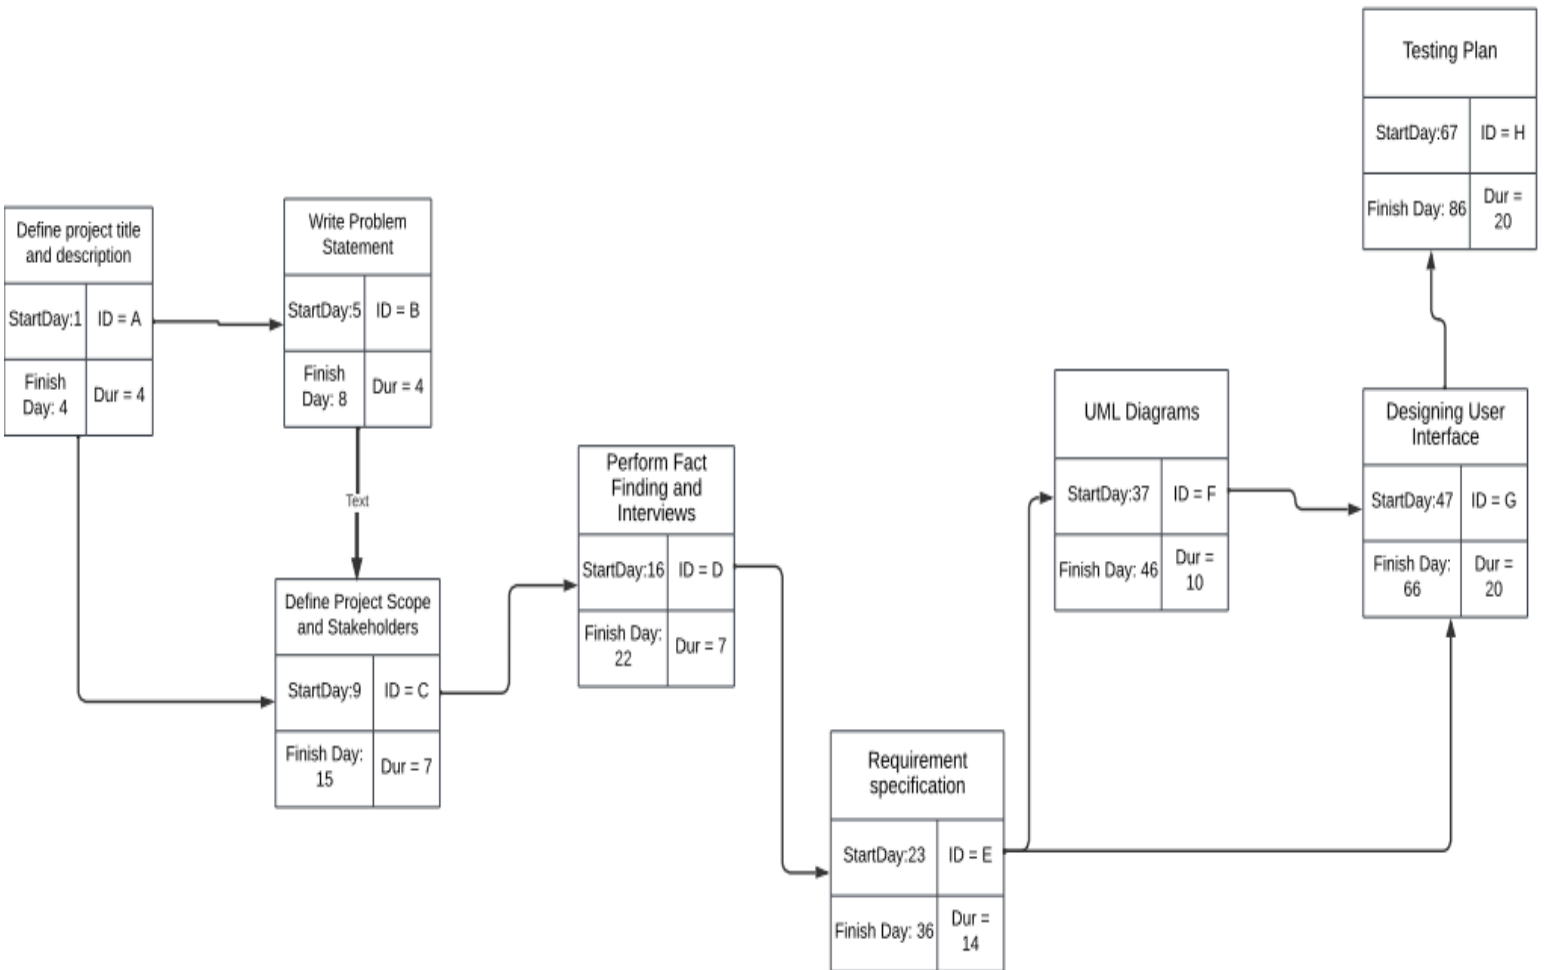 Define project title
and description
StartDay:1
ID = A
Finish
Day: 4
Dur = 4
Write Problem
Statement
StartDay:5
ID = B
Finish
Day: 8
Dur = 4
Text
Define Project Scope
and Stakeholders
StartDay:9
ID = C
Finish Day:
15
Dur = 7
Perform Fact
Finding and
Interviews
StartDay:16
ID = D
Finish Day:
22
Dur = 7
Requirement
specification
StartDay:23
ID = E
Finish Day: 36
Dur =
14
UML Diagrams
StartDay:37
ID = F
Finish Day: 46
Dur =
10
Designing User
Interface
StartDay:47
ID = G
Finish Day:
66
Dur =
20
Testing Plan
StartDay:67
ID = H
Finish Day: 86
Dur =
20